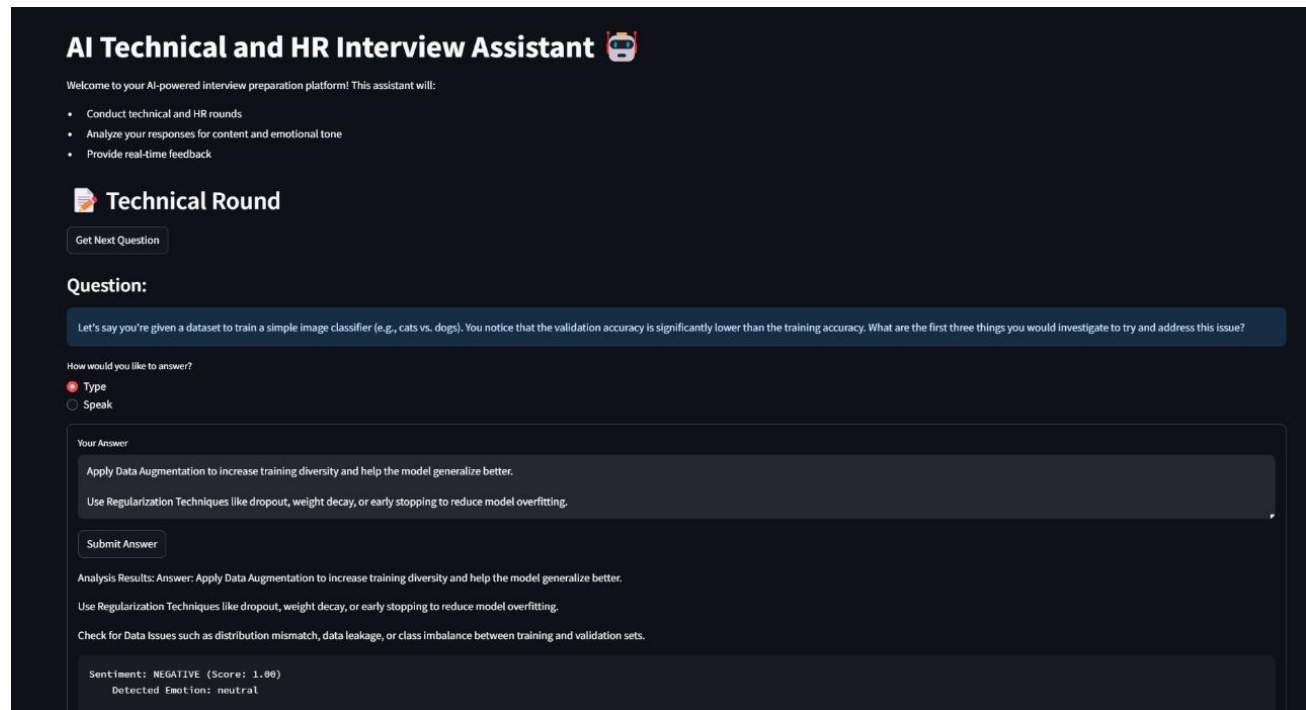 AI Technical and HR Interview Assistant
Welcome to your AI-powered interview preparation platform! This assistant will:
• Conduct technical and HR rounds
• Analyze your responses for content and emotional tone
• Provide real-time feedback
Technical Round
Get Next Question
Question:
Let's say you're given a dataset to train a simple image classifier (e.g., cats vs. dogs). You notice that the validation accuracy is significantly lower than the training accuracy. What are the first three things you would investigate to try and address this issue?
How would you like to answer?
Type
Speak
Your Answer
Apply Data Augmentation to increase training diversity and help the model generalize better.
Use Regularization Techniques like dropout, weight decay, or early stopping to reduce model overfitting.
Submit Answer
Analysis Results: Answer: Apply Data Augmentation to increase training diversity and help the model generalize better.
Use Regularization Techniques like dropout, weight decay, or early stopping to reduce model overfitting.
Check for Data Issues such as distribution mismatch, data leakage, or class imbalance between training and validation sets.
Sentiment: NEGATIVE (Score: 1.00)
Detected Emotion: neutral